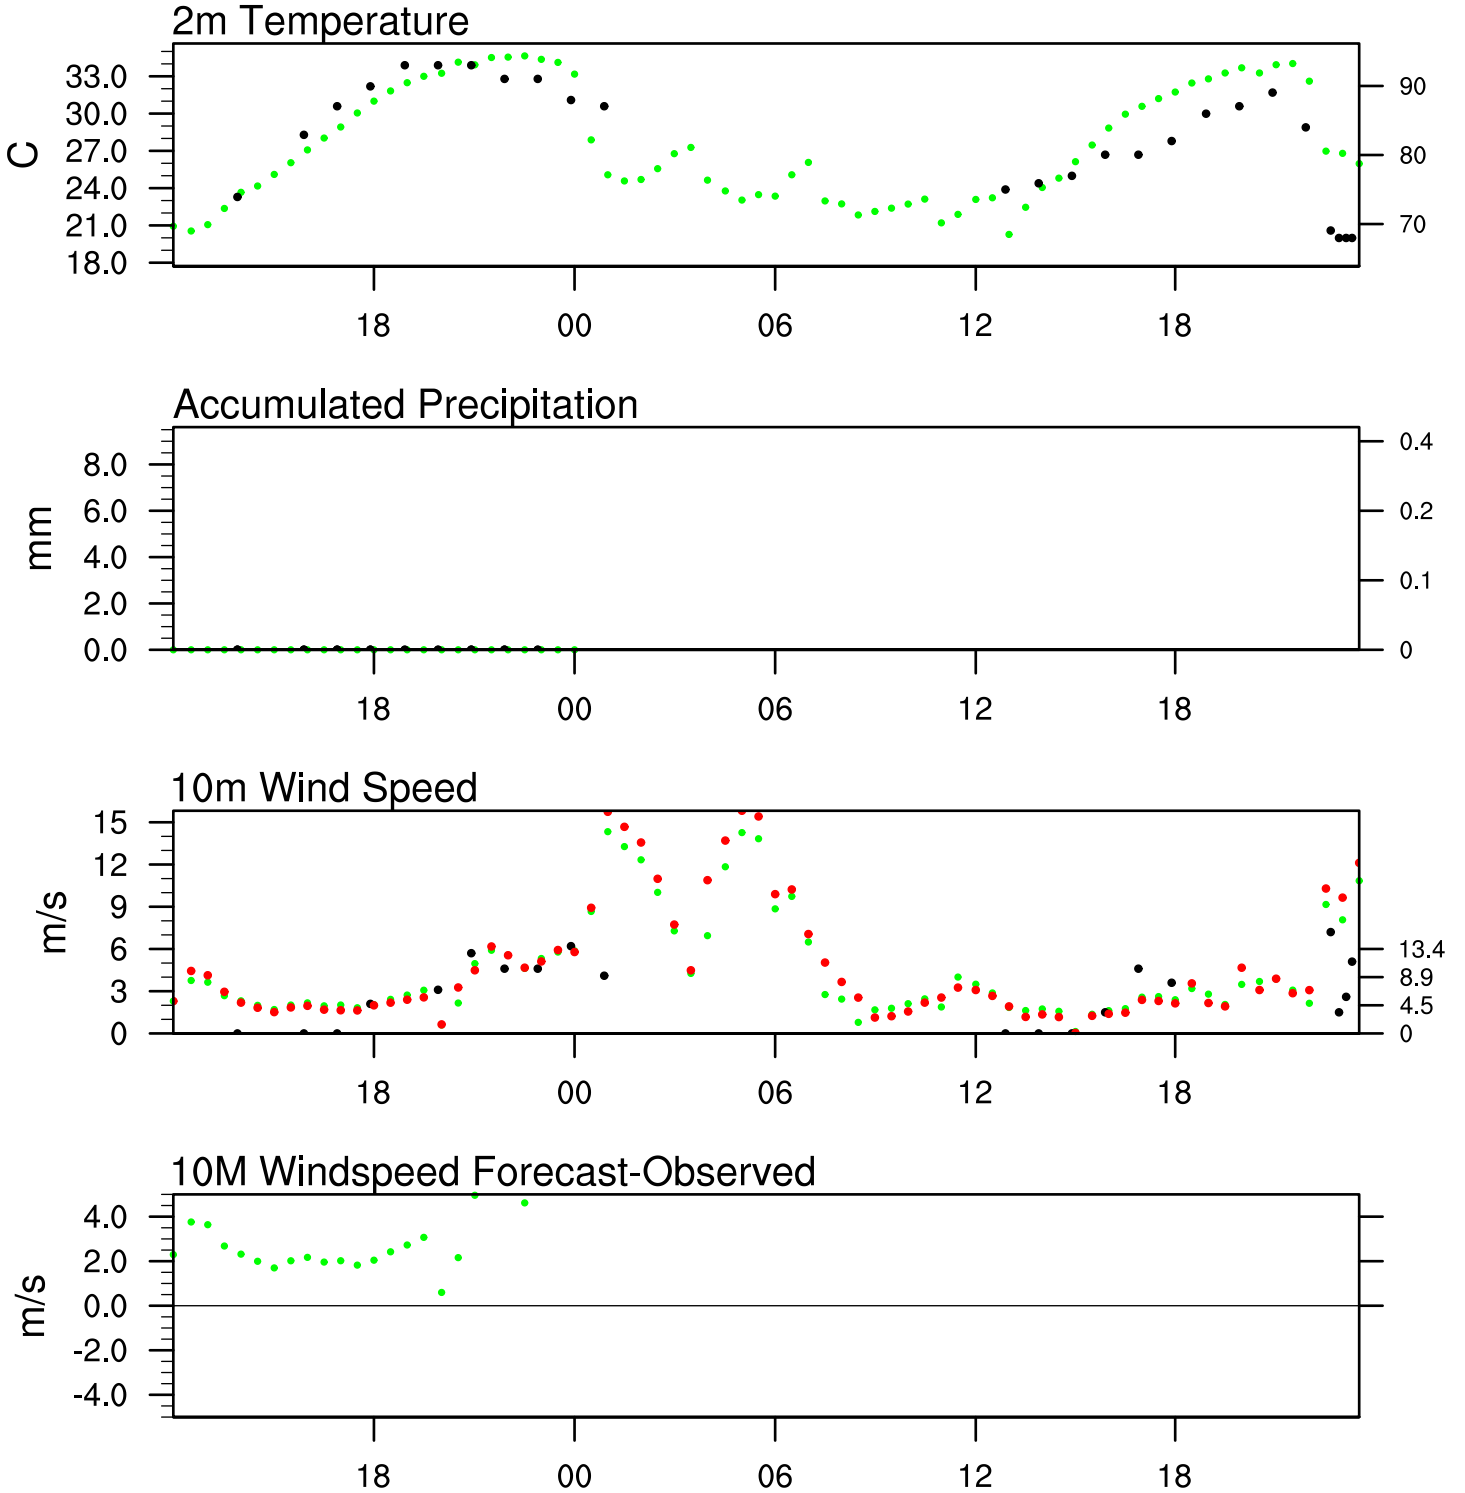 2m Temperature
C
33.0
30.0
27.0
24.0
21.0
18.0
90
80
70
18 00 06 12 18
Accumulated Precipitation
mm
8.0
6.0
4.0
2.0
0.0
0.4
0.2
0.1
0
18 00 06 12 18
10m Wind Speed
m/s
15
12
9
6
3
0
13.4
8.9
4.5
0
18 00 06 12 18
10M Windspeed Forecast-Observed
m/s
4.0
2.0
0.0
-2.0
-4.0
18 00 06 12 18